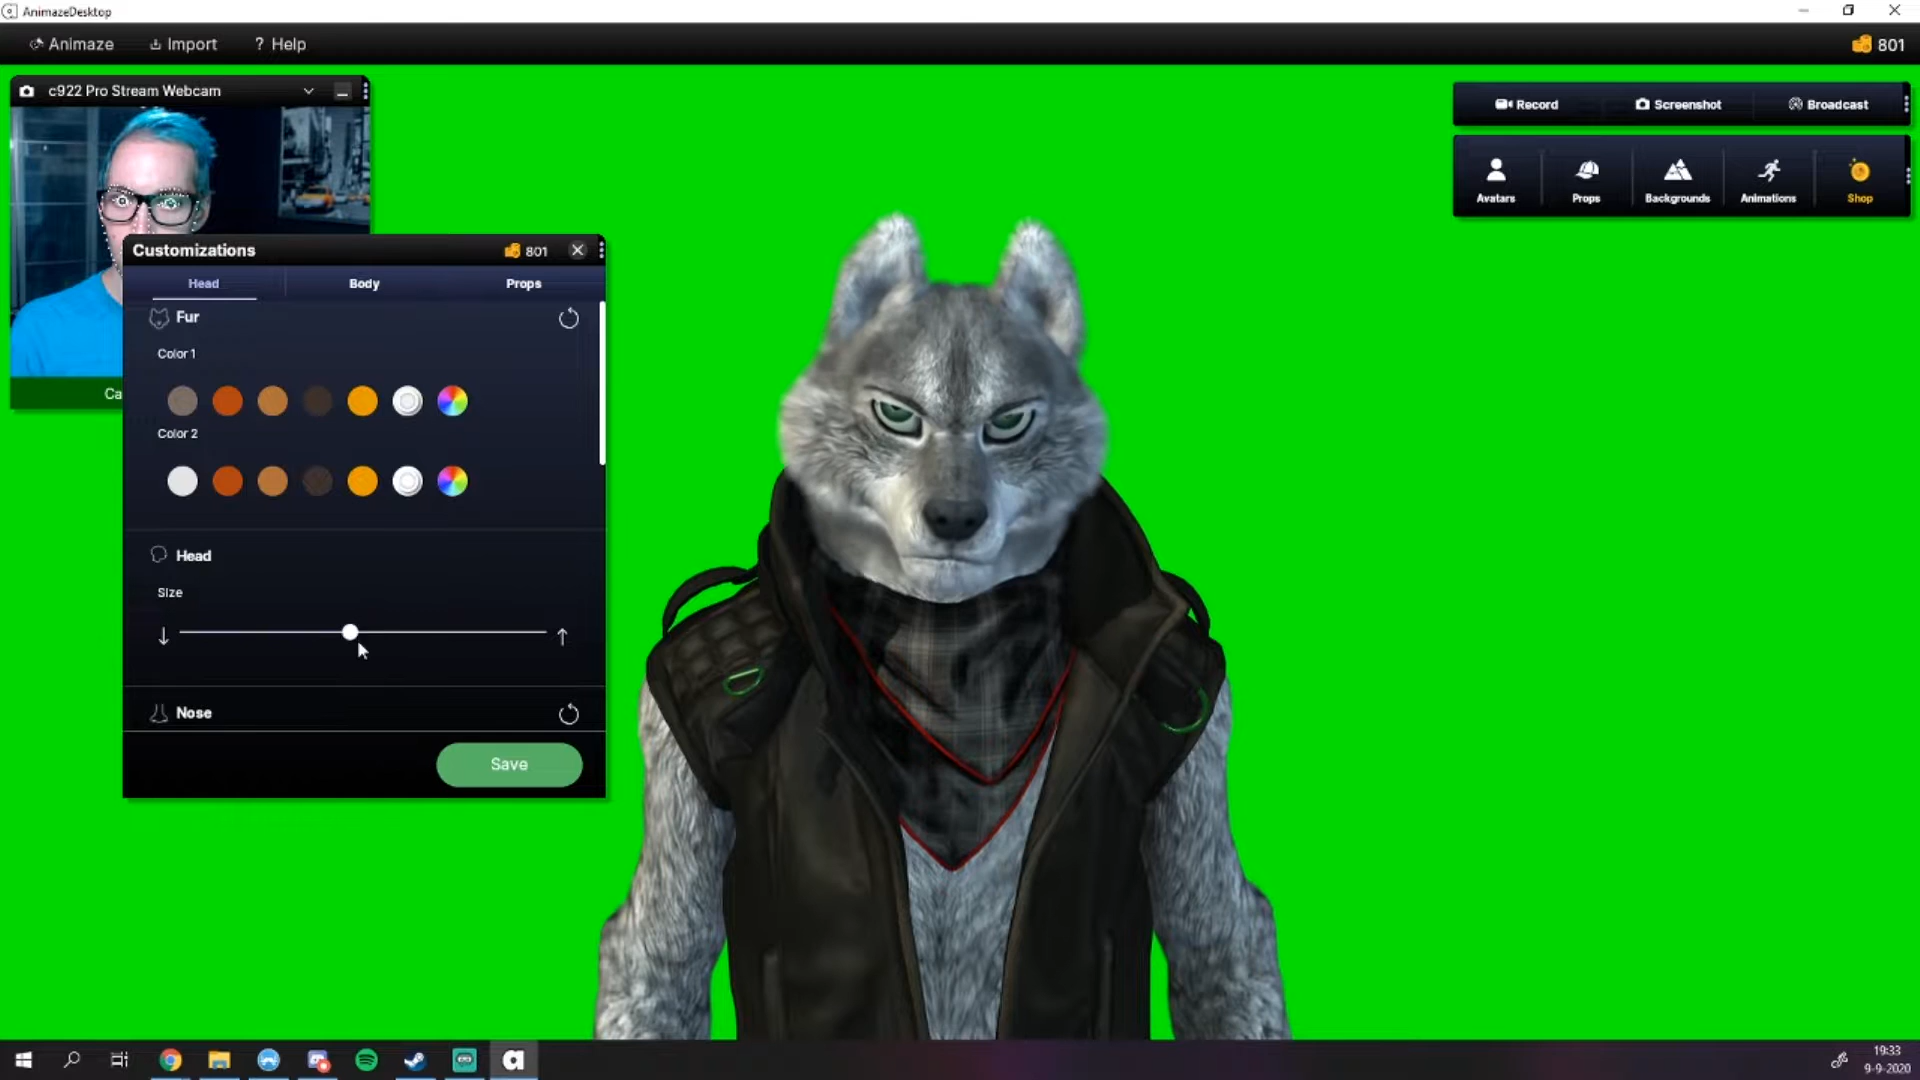 AnimazeDesktop
Animaze
Import
? Help
801
c922 Pro Stream Webcam
Record
Screenshot
Broadcast
Avatars
Props
Backgrounds
Animations
Shop
Ca
Customizations
801
Head
Body
Props
Fur
Color 1
Color 2
Head
Size
Nose
Save
19:33
9-9-2020